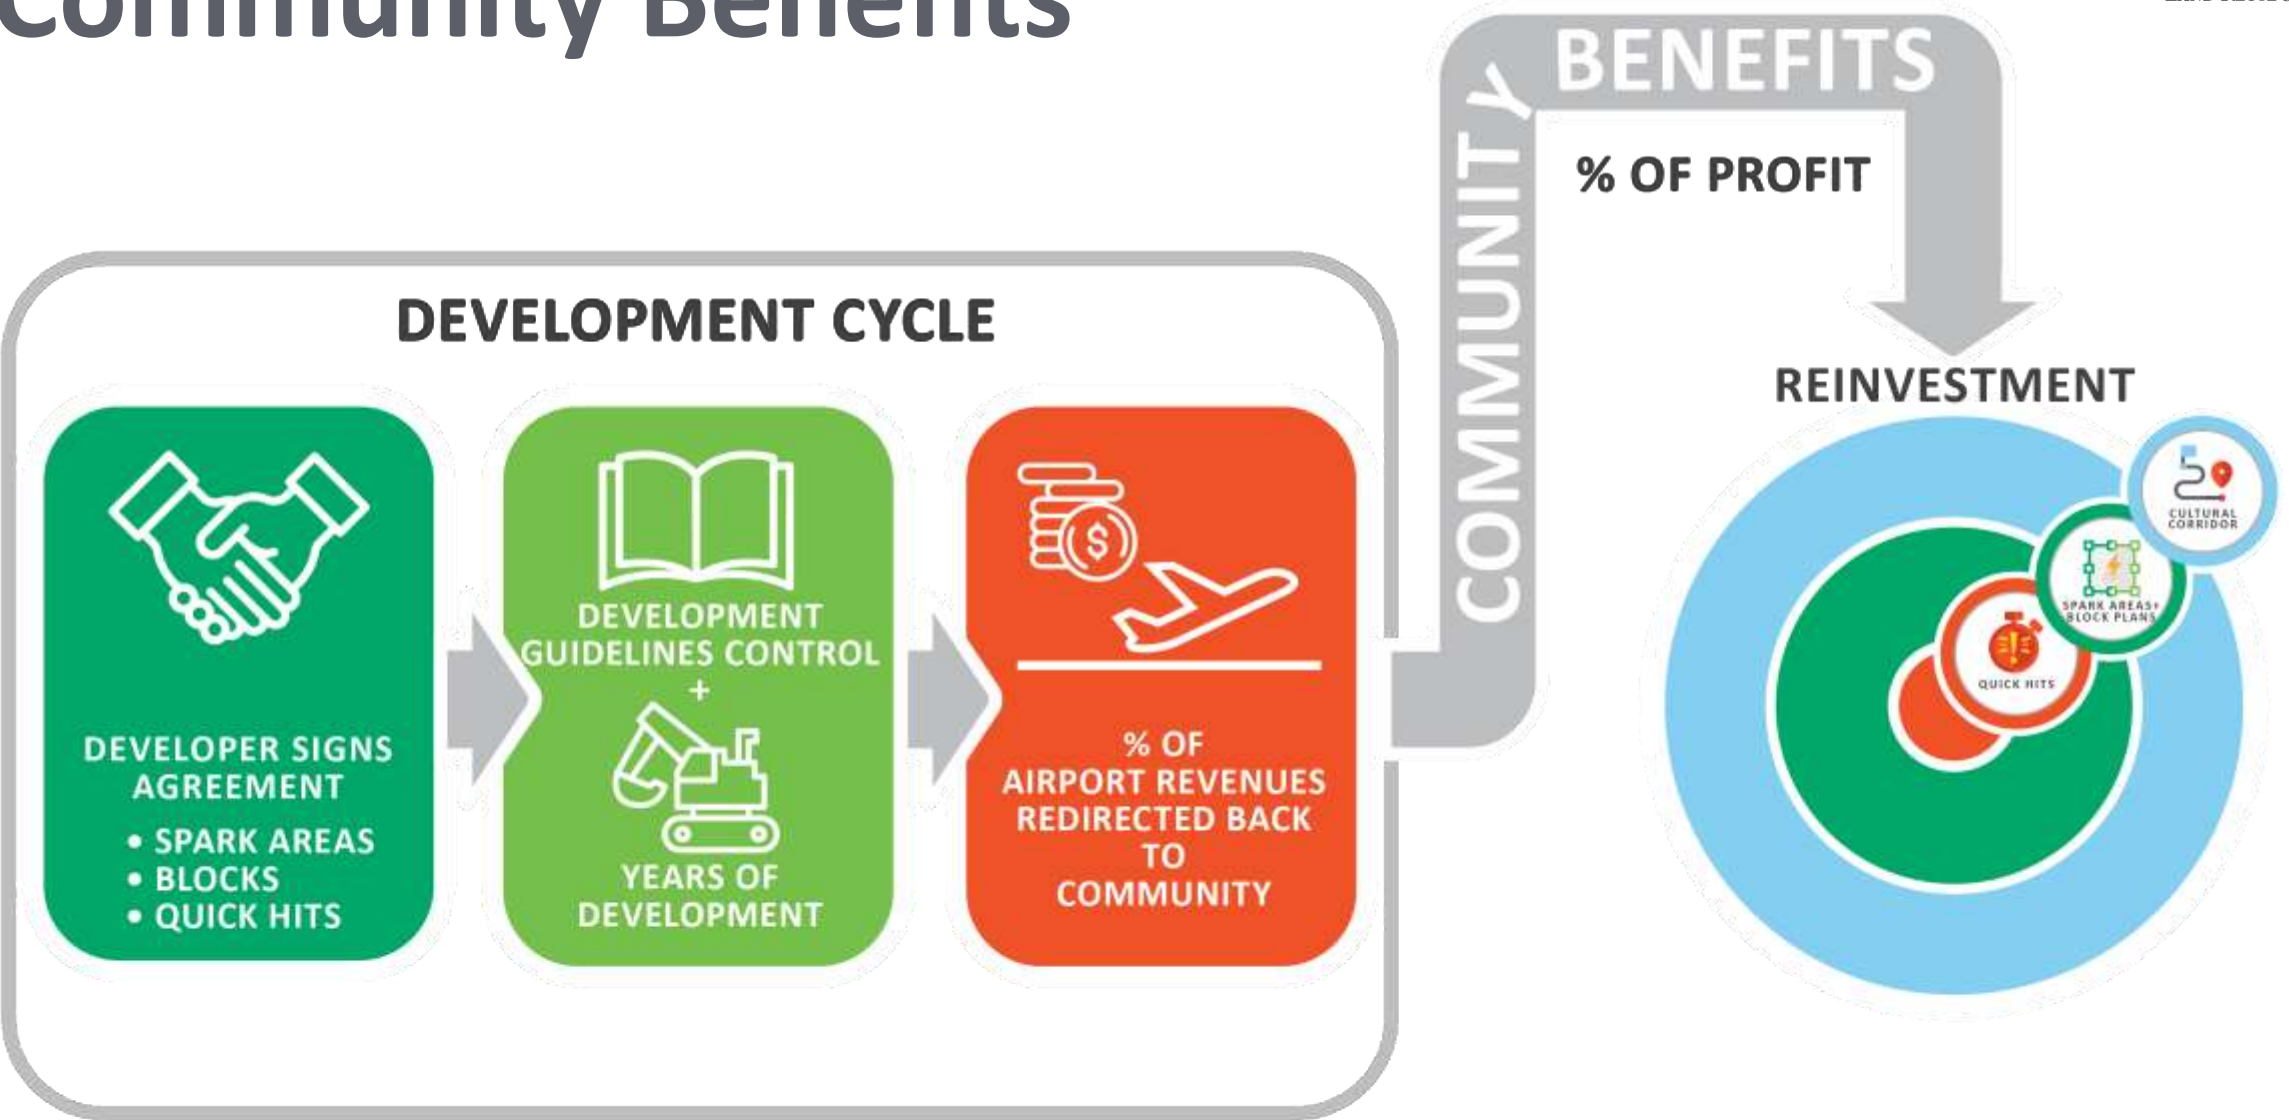 Community Benefits
COMMUNITY BENEFITS
% OF PROFIT
DEVELOPMENT CYCLE
DEVELOPER SIGNS
AGREEMENT
• SPARK AREAS
• BLOCKS
• QUICK HITS
DEVELOPMENT
GUIDELINES CONTROL
+
YEARS OF
DEVELOPMENT
$
% OF
AIRPORT REVENUES
REDIRECTED BACK
TO
COMMUNITY
REINVESTMENT
CULTURAL
CORRIDOR
SPARK AREAS+
BLOCK PLANS
QUICK HITS